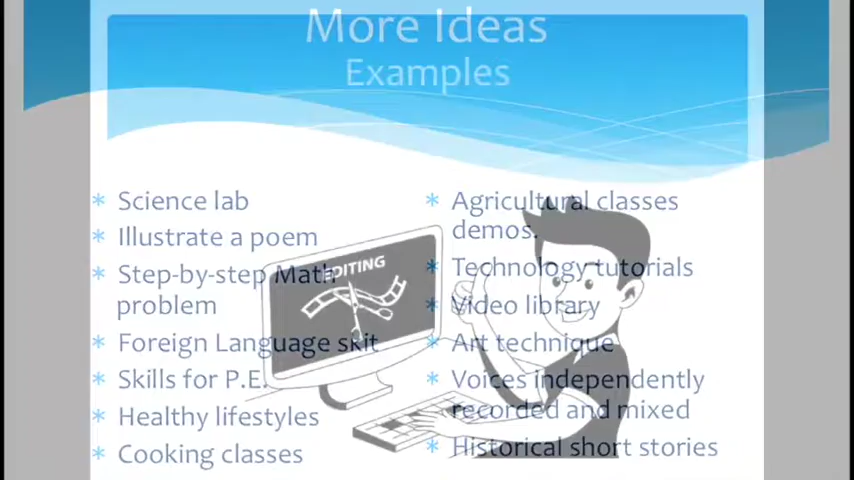 More Ideas
Examples
* Science lab
* Illustrate a poem
* Step-by-step Math
problem
* Foreign Language skit
* Skills for P.E.
* Healthy lifestyles
* Cooking classes
* Agricultural classes
demos.
* Technology tutorials
* Video library
* Art technique
* Voices independently
recorded and mixed
* Historical short stories
EDITING